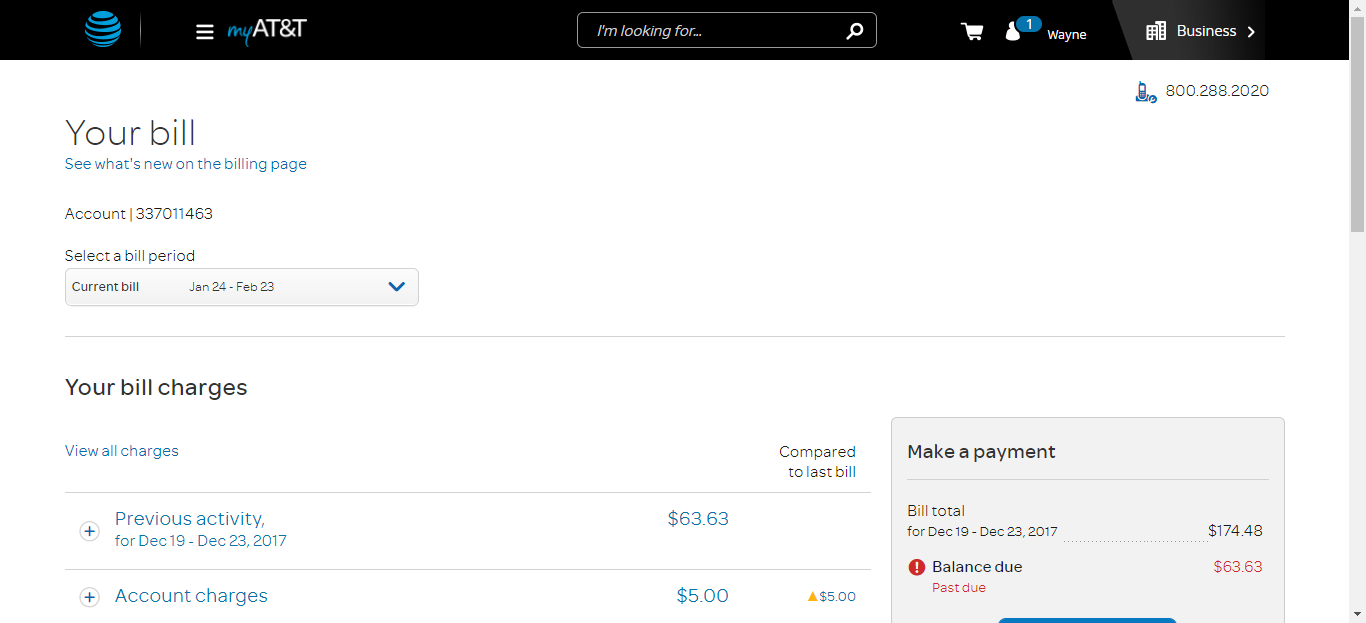 myAT&T
I'm looking for...
1
Wayne
Business
800.288.2020
Your bill
See what's new on the billing page
Account | 337011463
Select a bill period
Current bill Jan 24 - Feb 23
Your bill charges
View all charges
Compared
to last bill
Previous activity, $63.63
for Dec 19 - Dec 23, 2017
Account charges $5.00 $5.00
Make a payment
Bill total
for Dec 19 - Dec 23, 2017 $174.48
Balance due $63.63
Past due